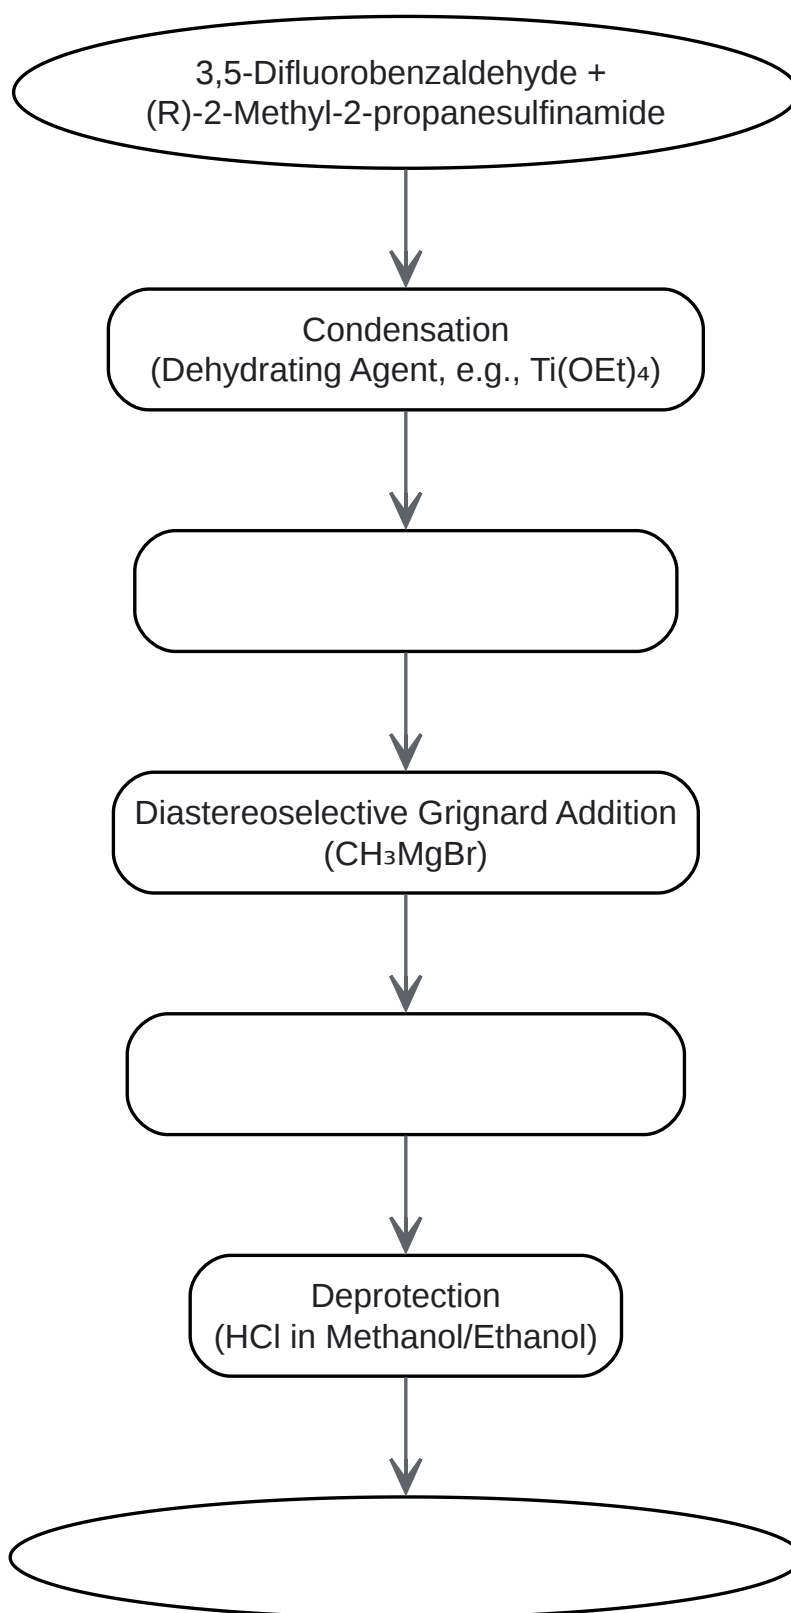 3,5-Difluorobenzaldehyde +
(R)-2-Methyl-2-propanesulfinamide
Condensation
(Dehydrating Agent, e.g., Ti(OEt)₄)
Diastereoselective Grignard Addition
(CH₃MgBr)
Deprotection
(HCl in Methanol/Ethanol)